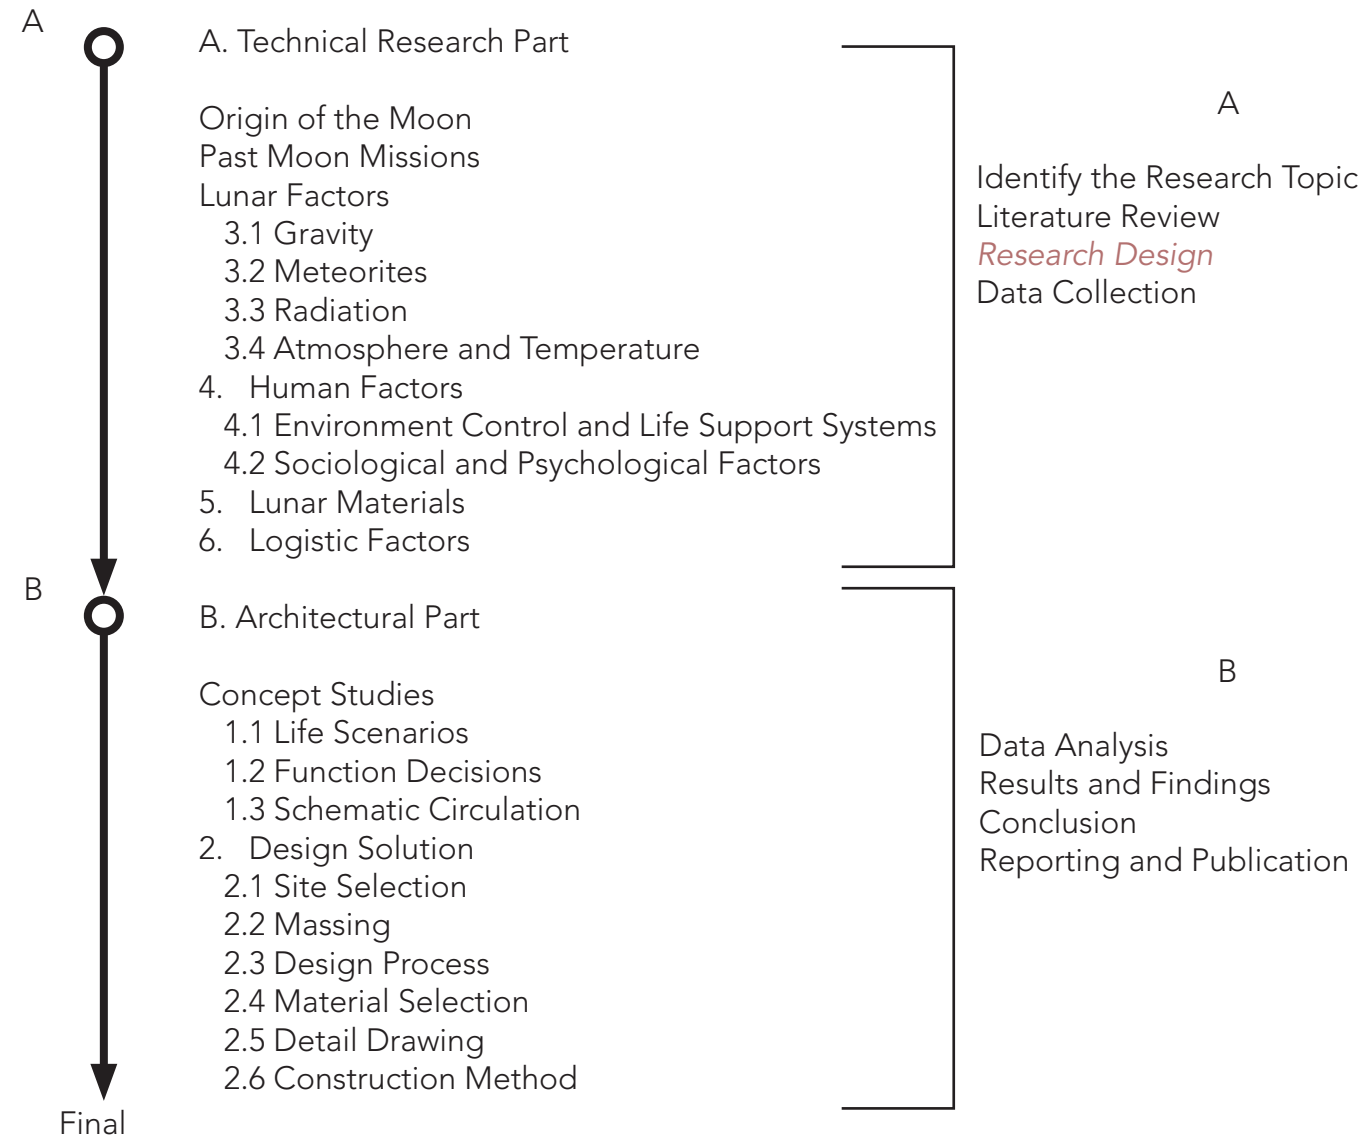 A
A. Technical Research Part
Origin of the Moon
Past Moon Missions
Lunar Factors
3.1 Gravity
3.2 Meteorites
3.3 Radiation
3.4 Atmosphere and Temperature
4. Human Factors
4.1 Environment Control and Life Support Systems
4.2 Sociological and Psychological Factors
5. Lunar Materials
6. Logistic Factors
A
Identify the Research Topic
Literature Review
Research Design
Data Collection
B
B. Architectural Part
Concept Studies
1.1 Life Scenarios
1.2 Function Decisions
1.3 Schematic Circulation
2. Design Solution
2.1 Site Selection
2.2 Massing
2.3 Design Process
2.4 Material Selection
2.5 Detail Drawing
2.6 Construction Method
B
Data Analysis
Results and Findings
Conclusion
Reporting and Publication
Final